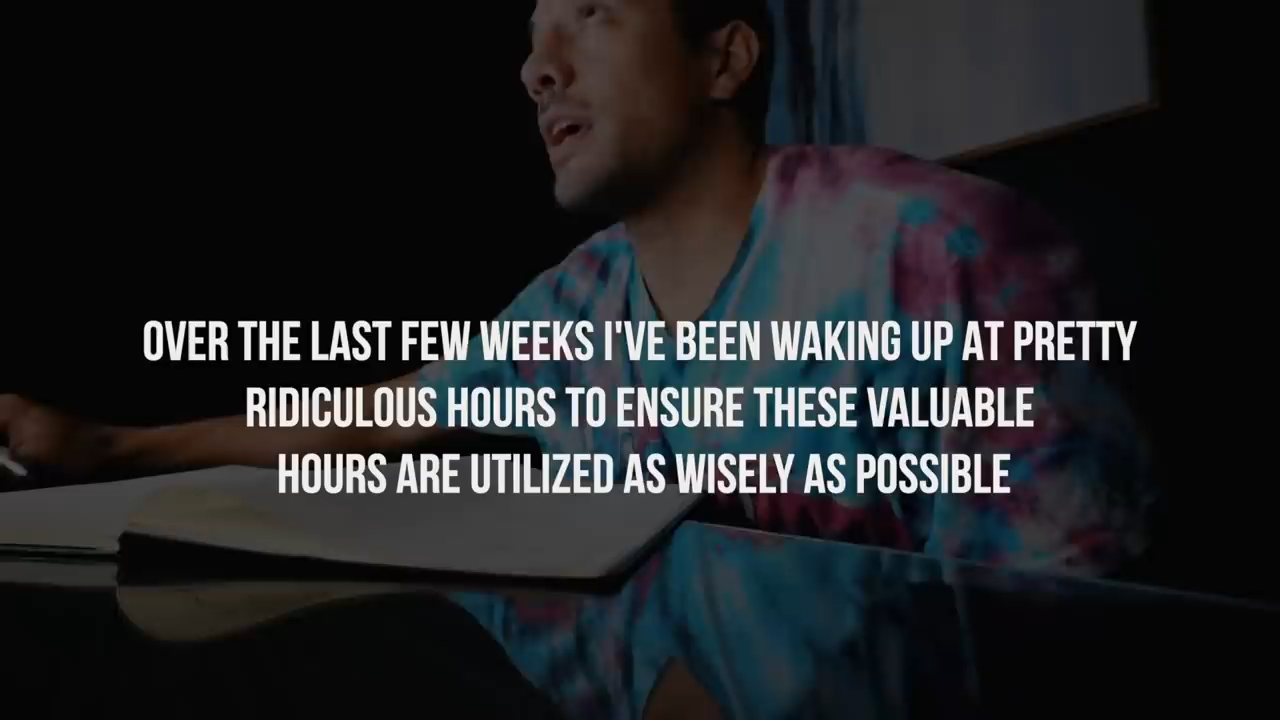 OVER THE LAST FEW WEEKS I'VE BEEN WAKING UP AT PRETTY
RIDICULOUS HOURS TO ENSURE THESE VALUABLE
HOURS ARE UTILIZED AS WISELY AS POSSIBLE